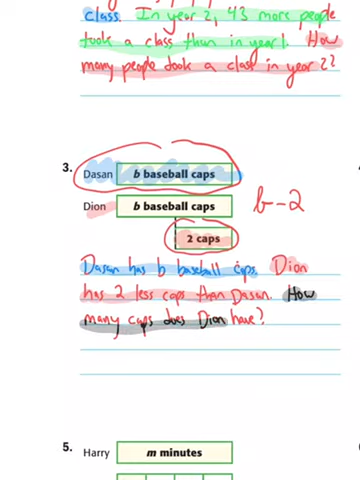 class. In year 2, 43 more people
took a class than in year 1. How
many people took a class in year 2?
3.
Dasan b baseball caps
Dion b baseball caps b-2
2 caps
Dasan has b baseball caps. Dion
has 2 less caps than Dasan. How
many caps does Dion have?
5. Harry m minutes